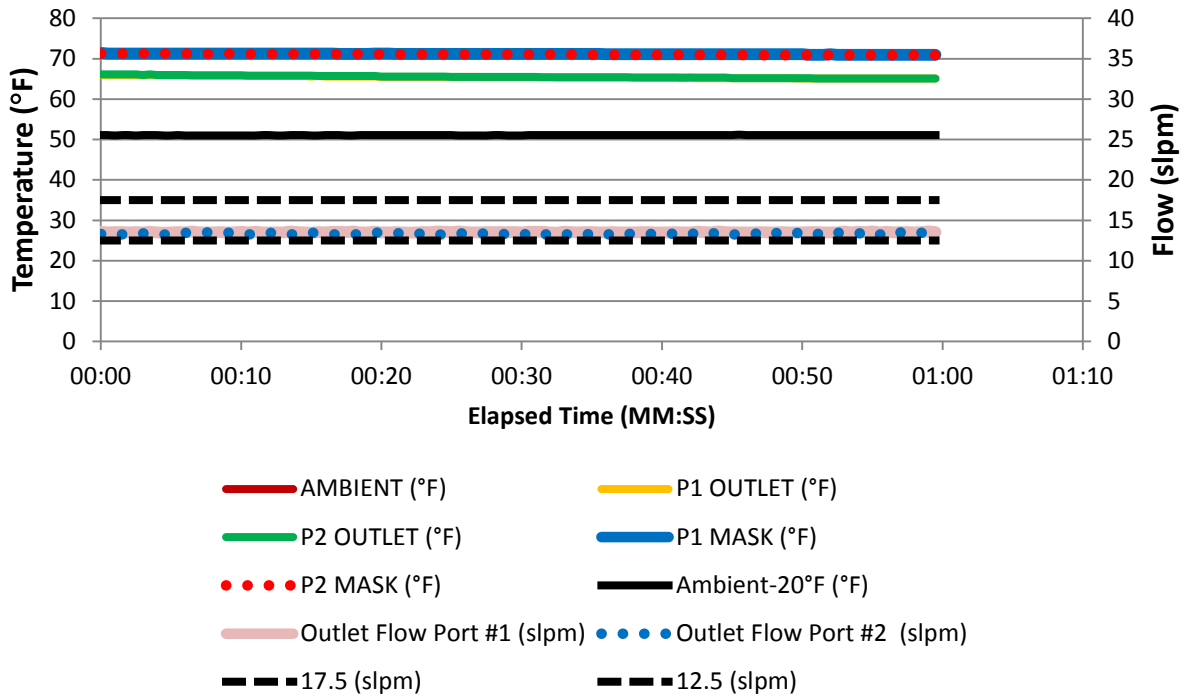 80
70
60
50
40
30
20
10
0
Temperature (°F)
40
35
30
25
20
15
10
5
0
Flow (slpm)
00:00 00:10 00:20 00:30 00:40 00:50 01:00 01:10
Elapsed Time (MM:SS)
AMBIENT (°F) P1 OUTLET (°F)
P2 OUTLET (°F) P1 MASK (°F)
P2 MASK (°F) Ambient-20°F (°F)
Outlet Flow Port #1 (slpm) Outlet Flow Port #2 (slpm)
17.5 (slpm) 12.5 (slpm)